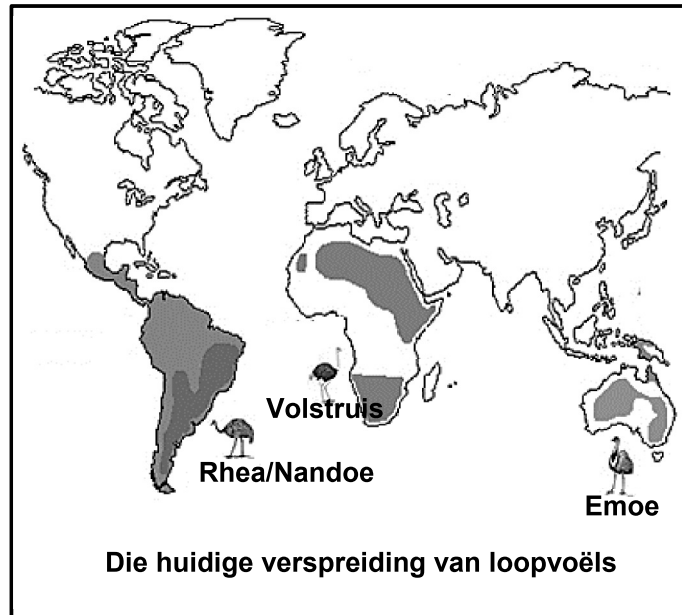 Volstruis
Rhea/Nandoe
Emoe
Die huidige verspreiding van loopvoëls